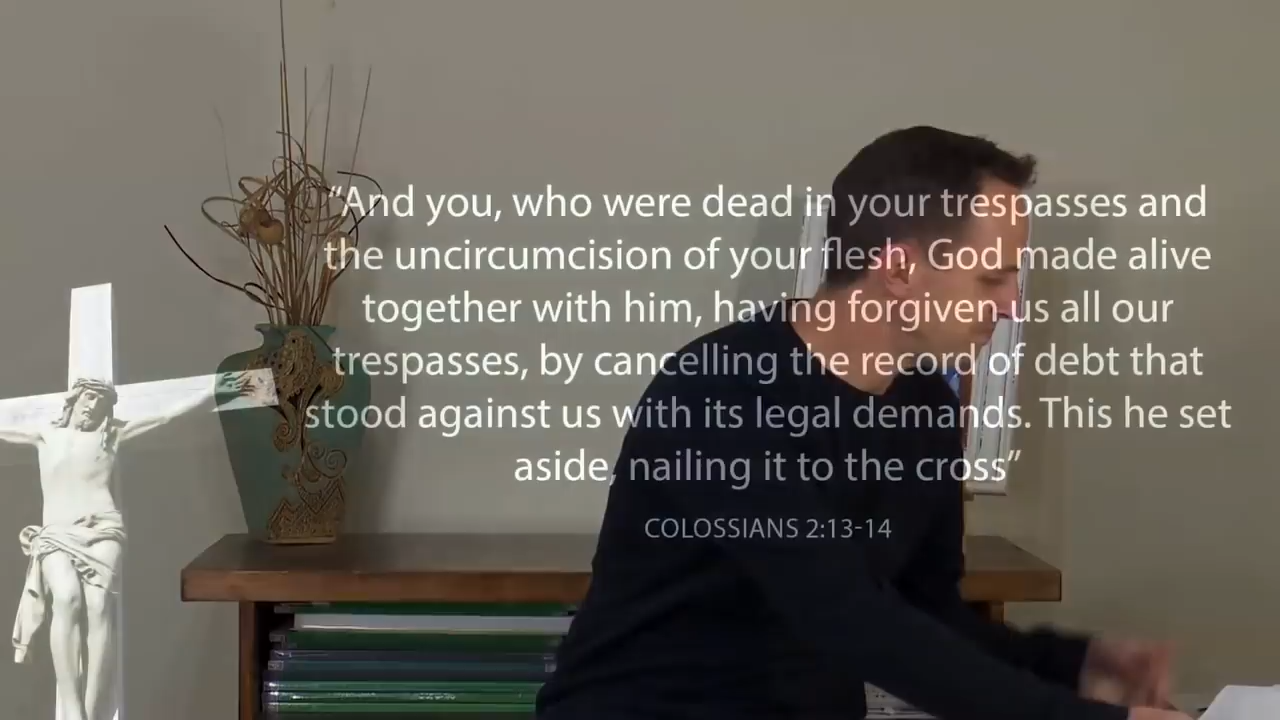 “And you, who were dead in your trespasses and
the uncircumcision of your flesh, God made alive
together with him, having forgiven us all our
trespasses, by cancelling the record of debt that
stood against us with its legal demands. This he set
aside, nailing it to the cross”
COLOSSIANS 2:13-14